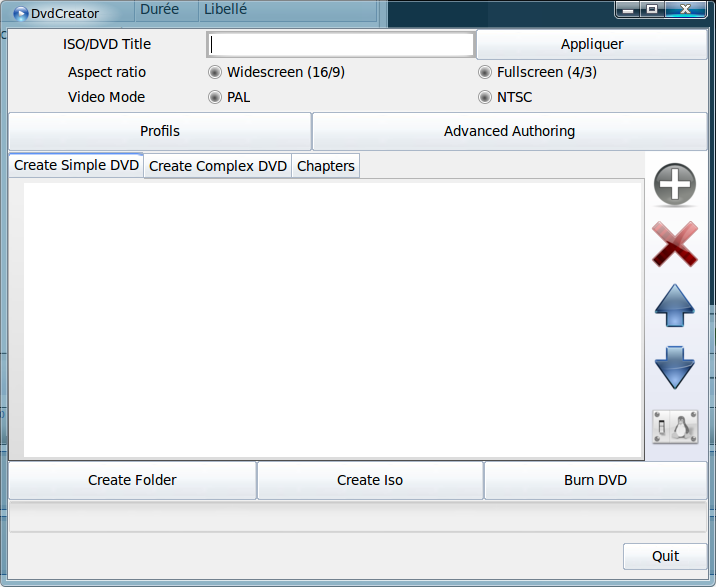 Durée Libellé
DvdCreator
ISO/DVD Title Appliquer
Aspect ratio Widescreen (16/9) Fullscreen (4/3)
Video Mode PAL NTSC
Profils Advanced Authoring
Create Simple DVD Create Complex DVD Chapters
Create Folder Create Iso Burn DVD
Quit